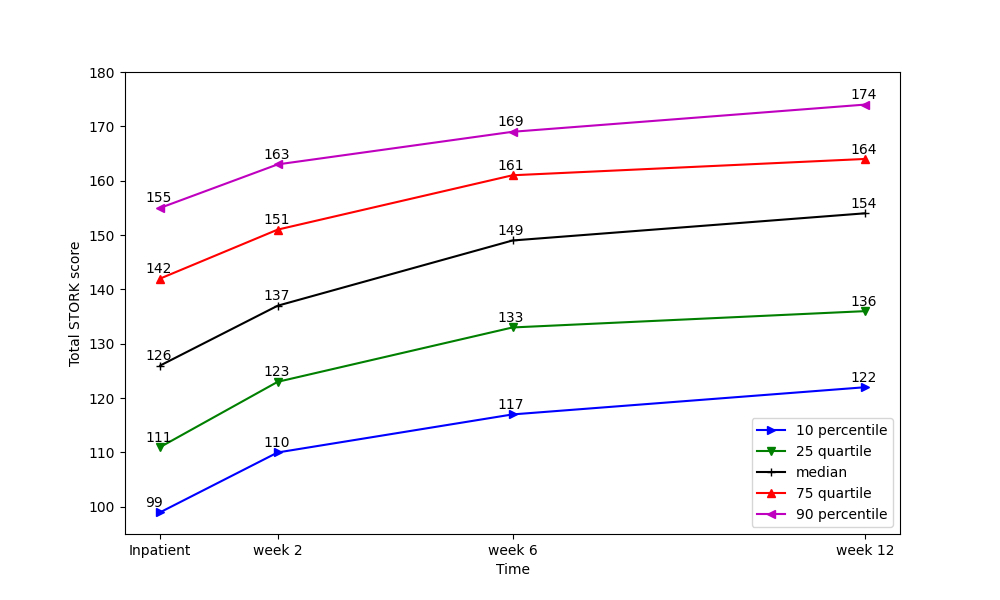 180
170
160
150
140
130
120
110
100
Total STORK score
174
169
163
164
161
155
154
151
149
142
137
136
133
126
123
122
117
111
110
99
10 percentile
25 quartile
median
75 quartile
90 percentile
Inpatient
week 2
week 6
week 12
Time